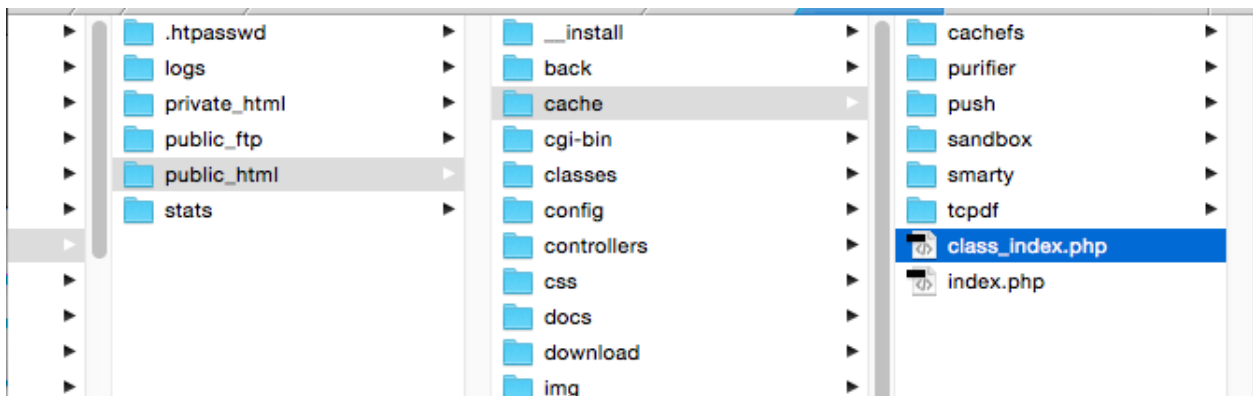 .htpasswd
logs
private_html
public_ftp
public_html
stats
__install
back
cache
cgi-bin
classes
config
controllers
css
docs
download
img
cachefs
purifier
push
sandbox
smarty
tcpdf
class_index.php
index.php